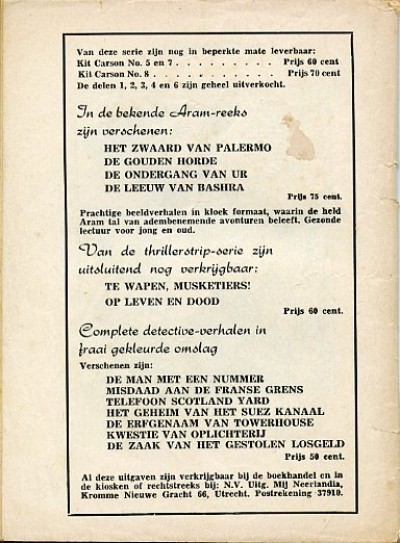 Van deze serie zijn nog in beperkte mate leverbaar:
Kit Carson No. 5 en 7 . . . . . . . . . Prijs 60 cent
Kit Carson No. 8 . . . . . . . . . . Prijs 70 cent
De delen 1, 2, 3, 4 en 6 zijn geheel uitverkocht.
In de bekende Aram-reeks
zijn verschenen:
HET ZWAARD VAN PALERMO
DE GOUDEN HORDE
DE ONDERGANG VAN UR
DE LEEUW VAN BASHRA
Prijs 75 cent.
Prachtige beeldverhalen in kloek formaat, waarin de held
Aram tal van adembenemende avonturen beleeft. Gezonde
lectuur voor jong en oud.
Van de thrillerstrip-serie zijn
uitsluitend nog verkrijgbaar:
TE WAPEN, MUSKETIERS!
OP LEVEN EN DOOD
Prijs 60 cent.
Complete detective-verhalen in
fraai gekleurde omslag
Verschenen zijn:
DE MAN MET EEN NUMMER
MISDAAD AAN DE FRANSE GRENS
TELEFOON SCOTLAND YARD
HET GEHEIM VAN HET SUEZ KANAAL
DE ERFGENAAM VAN TOWERHOUSE
KWESTIE VAN OPLICHTERIJ
DE ZAAK VAN HET GESTOLEN LOSGELD
Prijs 50 cent.
Al deze uitgaven zijn verkrijgbaar bij de boekhandel en in
de kiosken of rechtstreeks bij: N.V. Uitg. Mij Neerlandia,
Kromme Nieuwe Gracht 66, Utrecht. Postrekening 37910.